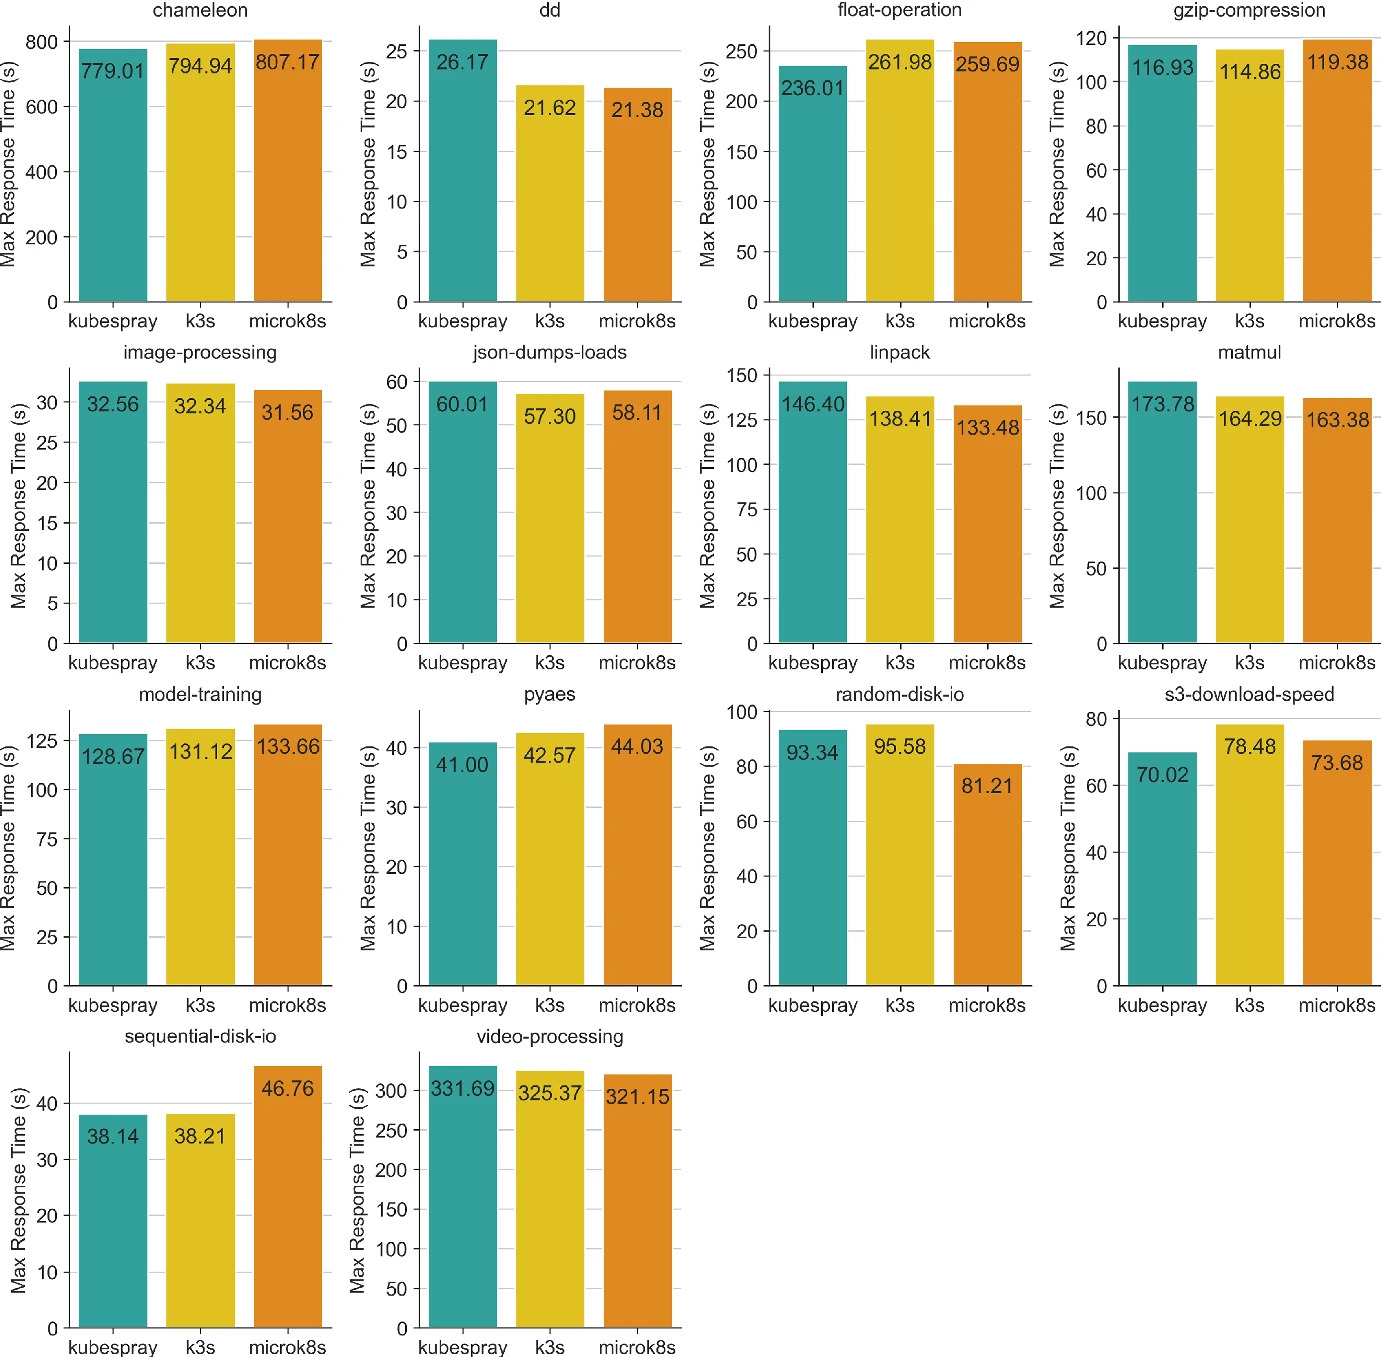 chameleon
Max Response Time (s)
800
600
400
200
0
779.01
794.94
807.17
kubespray
k3s
microk8s
dd
Max Response Time (s)
25
20
15
10
5
0
26.17
21.62
21.38
kubespray
k3s
microk8s
float-operation
Max Response Time (s)
250
200
150
100
50
0
236.01
261.98
259.69
kubespray
k3s
microk8s
gzip-compression
Max Response Time (s)
120
100
80
60
40
20
0
116.93
114.86
119.38
kubespray
k3s
microk8s
image-processing
Max Response Time (s)
30
25
20
15
10
5
0
32.56
32.34
31.56
kubespray
k3s
microk8s
json-dumps-loads
Max Response Time (s)
60
50
40
30
20
10
0
60.01
57.30
58.11
kubespray
k3s
microk8s
linpack
Max Response Time (s)
150
125
100
75
50
25
0
146.40
138.41
133.48
kubespray
k3s
microk8s
matmul
Max Response Time (s)
150
100
50
0
173.78
164.29
163.38
kubespray
k3s
microk8s
model-training
Max Response Time (s)
125
100
75
50
25
0
128.67
131.12
133.66
kubespray
k3s
microk8s
pyaes
Max Response Time (s)
40
30
20
10
0
41.00
42.57
44.03
kubespray
k3s
microk8s
random-disk-io
Max Response Time (s)
100
80
60
40
20
0
93.34
95.58
81.21
kubespray
k3s
microk8s
s3-download-speed
Max Response Time (s)
80
60
40
20
0
70.02
78.48
73.68
kubespray
k3s
microk8s
sequential-disk-io
Max Response Time (s)
40
30
20
10
0
38.14
38.21
46.76
kubespray
k3s
microk8s
video-processing
Max Response Time (s)
300
250
200
150
100
50
0
331.69
325.37
321.15
kubespray
k3s
microk8s